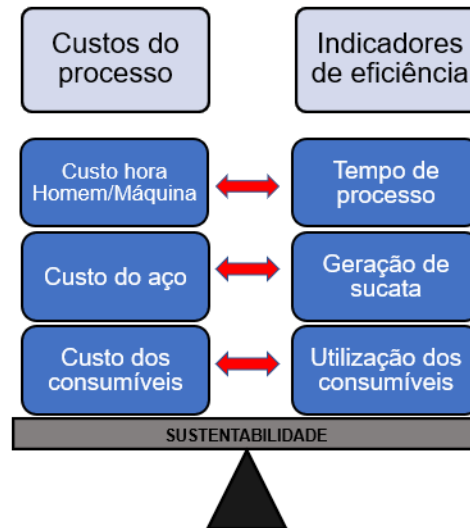 Custos do
processo
Indicadores
de eficiência
Custo hora
Homem/Máquina
Tempo de
processo
Custo do aço
Geração de
sucata
Custo dos
consumíveis
Utilização dos
consumíveis
SUSTENTABILIDADE